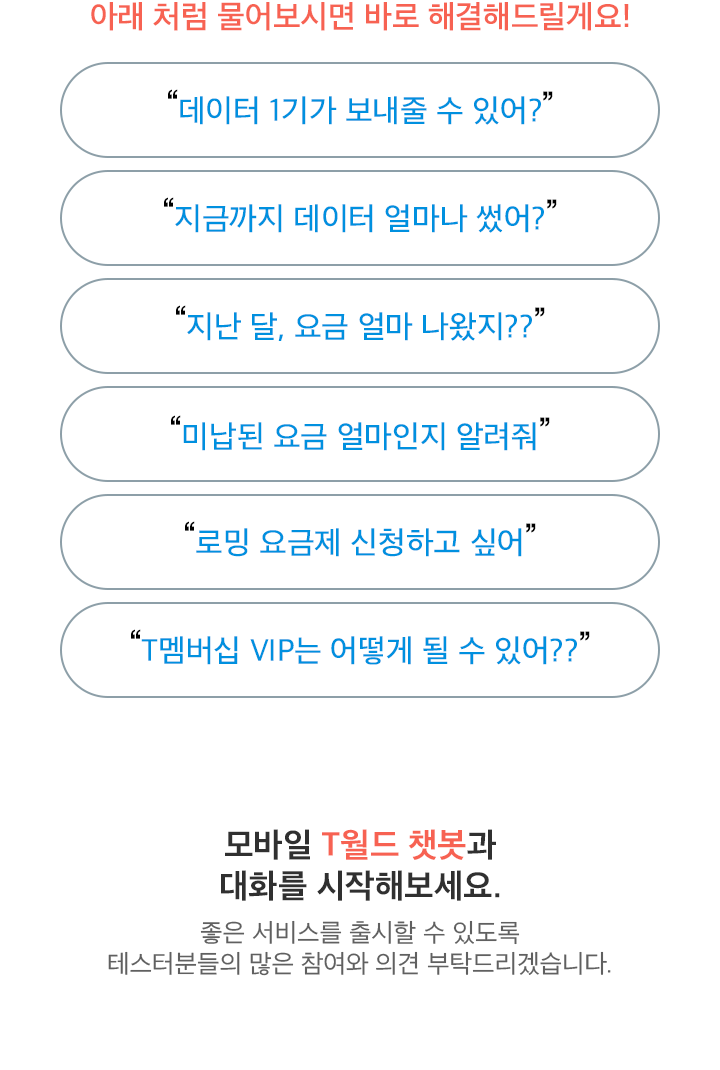 아래 처럼 물어보시면 바로 해결해드릴게요!
“데이터 1기가 보내줄 수 있어?”
“지금까지 데이터 얼마나 썼어?”
“지난 달, 요금 얼마 나왔지??”
“미납된 요금 얼마인지 알려줘”
“로밍 요금제 신청하고 싶어”
“T멤버십 VIP는 어떻게 될 수 있어??”
모바일 T월드 챗봇과
대화를 시작해보세요.
좋은 서비스를 출시할 수 있도록
테스터분들의 많은 참여와 의견 부탁드리겠습니다.